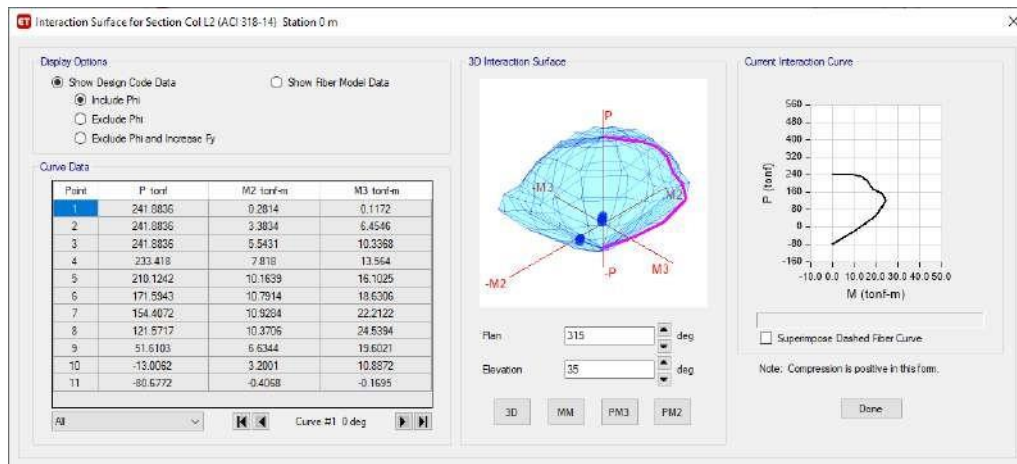 ET Interaction Surface for Section Col L2 (ACI 318-14) Station 0 m
Display Options
Show Design Code Data
Show Fiber Model Data
Include Phi
Exclude Phi
Exclude Phi and Increase Fy
Curve Data
Point P tonf M2 tonf-m M3 tonf-m
1 241.8836 0.2814 0.1172
2 241.8836 3.3834 6.4546
3 241.8836 5.5431 10.3368
4 233.418 7.818 13.564
5 210.1242 10.1639 16.1025
6 171.5943 10.7914 18.6306
7 154.4072 10.9284 22.2122
8 121.5717 10.3706 24.5394
9 51.6103 6.6344 19.6021
10 -13.0062 3.2001 10.8872
11 -80.6772 -0.4068 -0.1695
All
Curve #1 0 deg
3D Interaction Surface
P
-M3
M2
-M2
-P
M3
Plan 315 deg
Elevation 35 deg
3D MM PM3 PM2
Current Interaction Curve
560
480
400
320
240
160
80
0
-80
-160
P (tonf)
-10.0 0.0 10.0 20.0 30.0 40.0 50.0
M (tonf-m)
Superimpose Dashed Fiber Curve
Note: Compression is positive in this form.
Done